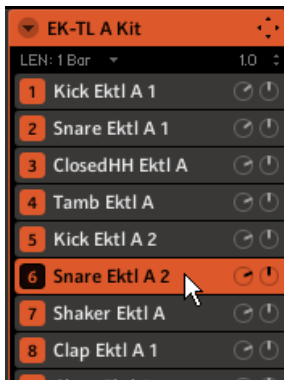 EK-TL A Kit
LEN: 1 Bar 1.0
1 Kick Ektl A 1
2 Snare Ektl A 1
3 ClosedHH Ektl A
4 Tamb Ektl A
5 Kick Ektl A 2
6 Snare Ektl A 2
7 Shaker Ektl A
8 Clap Ektl A 1